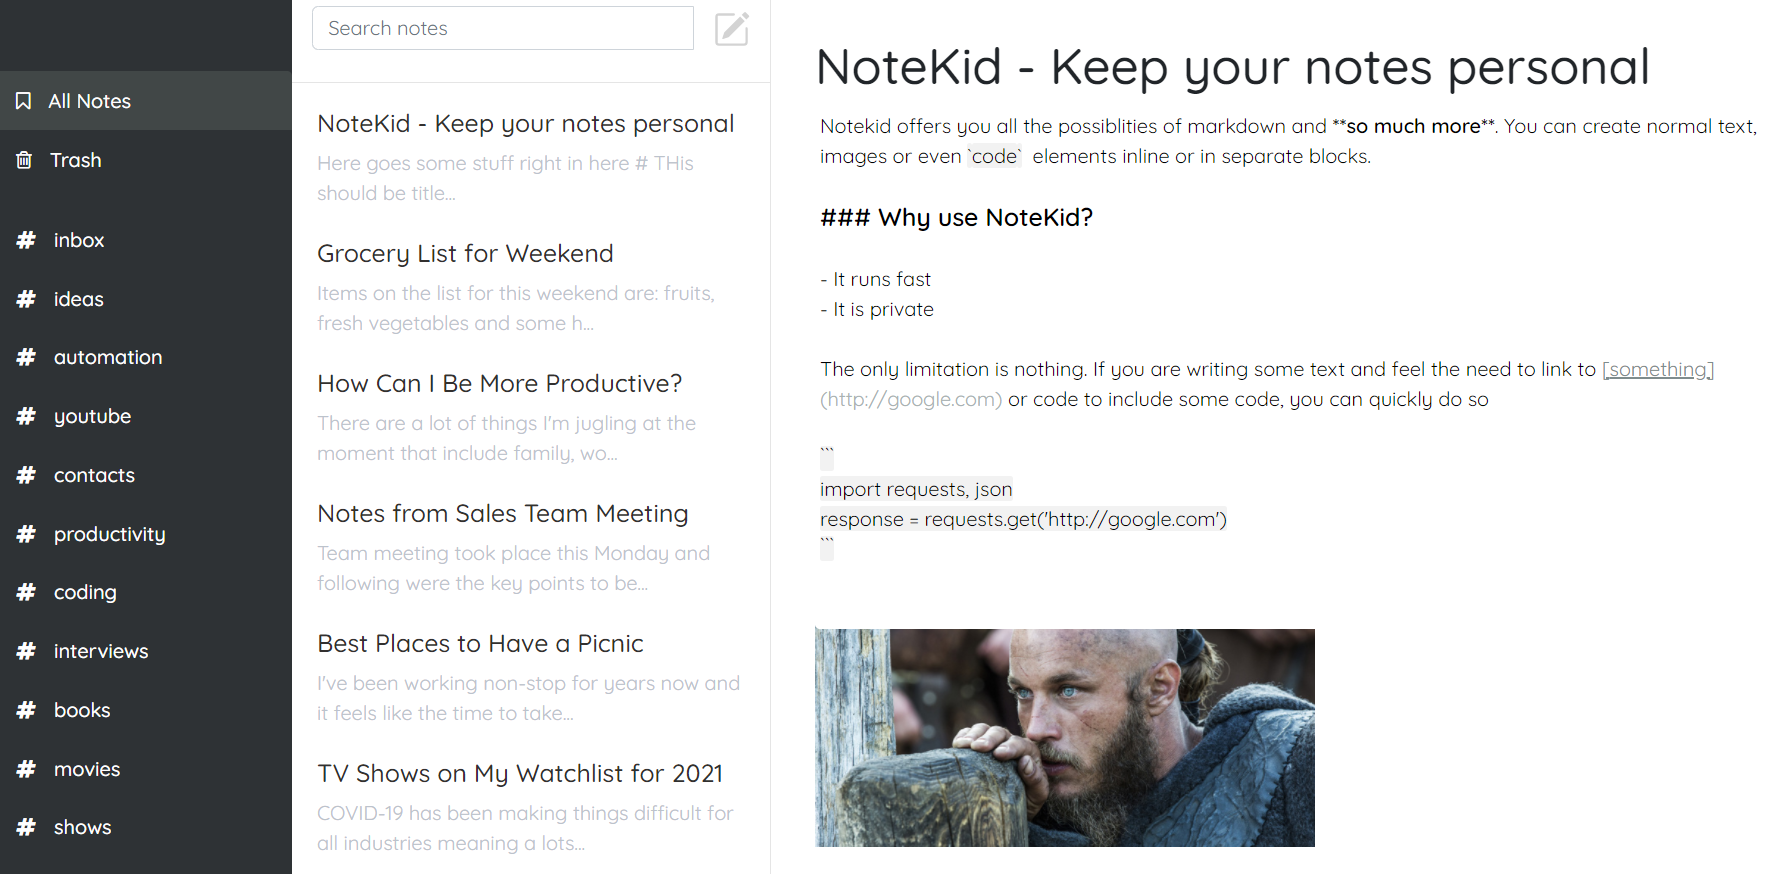 All Notes
Trash
# inbox
# ideas
# automation
# youtube
# contacts
# productivity
# coding
# interviews
# books
# movies
# shows
Search notes
NoteKid - Keep your notes personal
Here goes some stuff right in here # THis
should be title...
Grocery List for Weekend
Items on the list for this weekend are: fruits,
fresh vegetables and some h...
How Can I Be More Productive?
There are a lot of things I'm jugling at the
moment that include family, wo...
Notes from Sales Team Meeting
Team meeting took place this Monday and
following were the key points to be...
Best Places to Have a Picnic
I've been working non-stop for years now and
it feels like the time to take...
TV Shows on My Watchlist for 2021
COVID-19 has been making things difficult for
all industries meaning a lots...
NoteKid - Keep your notes personal
Notekid offers you all the possiblities of markdown and **so much more**. You can create normal text,
images or even `code` elements inline or in separate blocks.
### Why use NoteKid?
- It runs fast
- It is private
The only limitation is nothing. If you are writing some text and feel the need to link to [something]
(http://google.com) or code to include some code, you can quickly do so
```
import requests, json
response = requests.get('http://google.com')
```